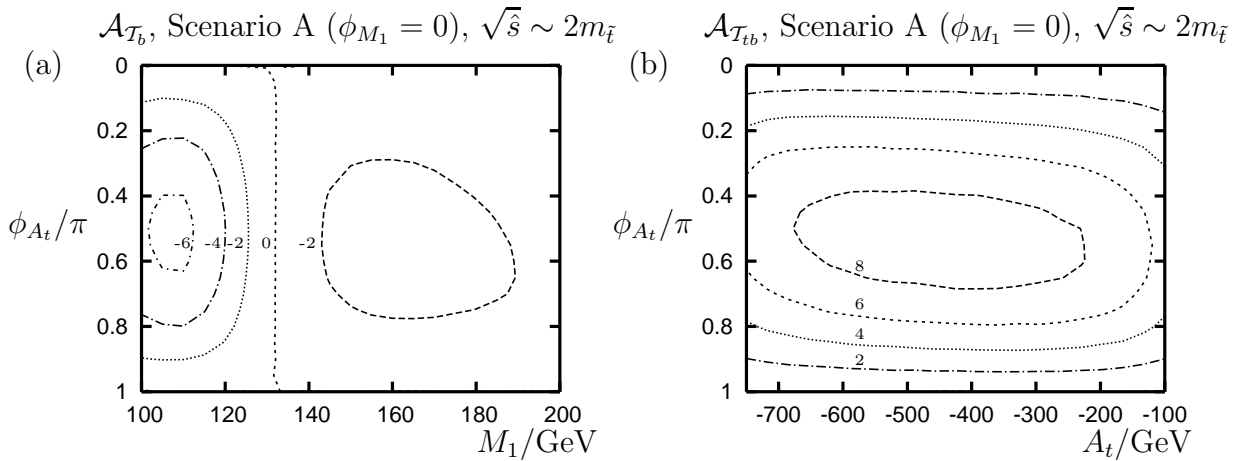 𝒜_{𝒯_b}, Scenario A (ϕ_{M_1} = 0), √ŝ ∼ 2m_{t̃}
(a)
0
0.2
0.4
ϕ_{A_t}/π
0.6
0.8
1
-6
-4
-2
0
-2
100 120 140 160 180 200
M_1/GeV
𝒜_{𝒯_{tb}}, Scenario A (ϕ_{M_1} = 0), √ŝ ∼ 2m_{t̃}
(b)
0
0.2
0.4
ϕ_{A_t}/π
0.6
0.8
1
8
6
4
2
-700 -600 -500 -400 -300 -200 -100
A_t/GeV